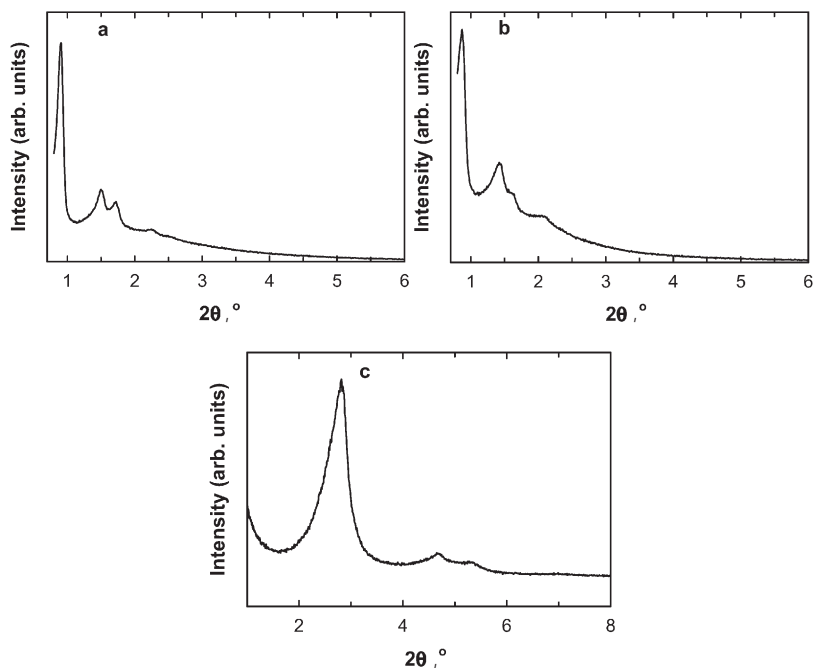 a
Intensity (arb. units)
1 2 3 4 5 6
2θ ,°
b
Intensity (arb. units)
1 2 3 4 5 6
2θ ,°
c
Intensity (arb. units)
2 4 6 8
2θ ,°